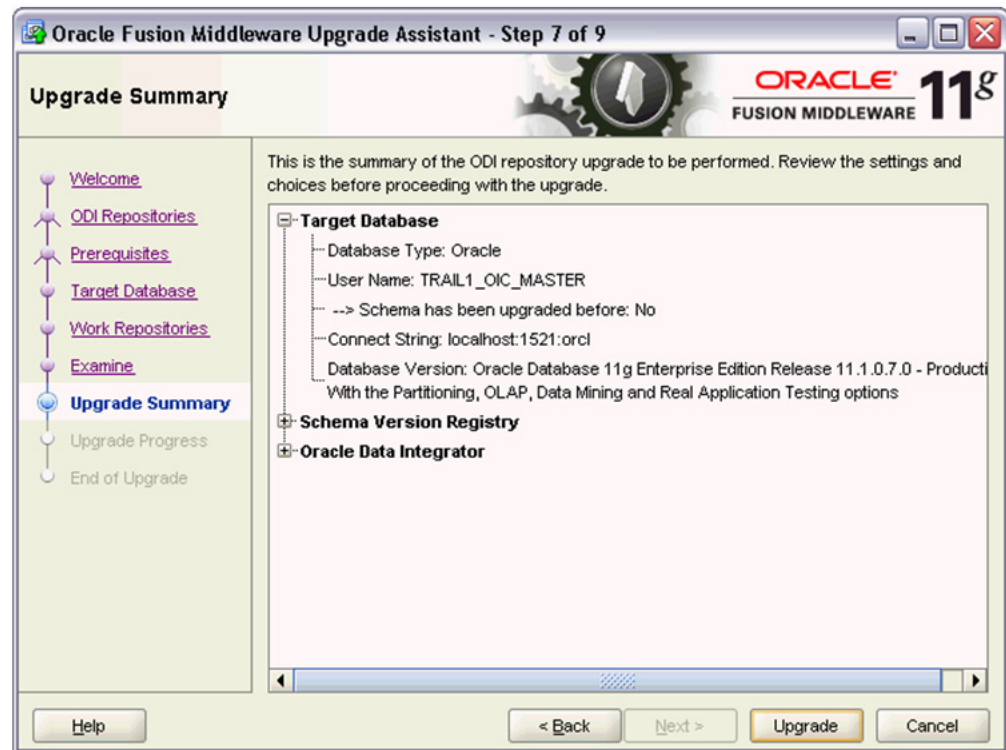 Oracle Fusion Middleware Upgrade Assistant - Step 7 of 9
Upgrade Summary
ORACLE
FUSION MIDDLEWARE
11g
Welcome
ODI Repositories
Prerequisites
Target Database
Work Repositories
Examine
Upgrade Summary
Upgrade Progress
End of Upgrade
This is the summary of the ODI repository upgrade to be performed. Review the settings and
choices before proceeding with the upgrade.
Target Database
Database Type: Oracle
User Name: TRAIL1_OIC_MASTER
--> Schema has been upgraded before: No
Connect String: localhost:1521:orcl
Database Version: Oracle Database 11g Enterprise Edition Release 11.1.0.7.0 - Producti
With the Partitioning, OLAP, Data Mining and Real Application Testing options
Schema Version Registry
Oracle Data Integrator
Help
< Back
Next >
Upgrade
Cancel